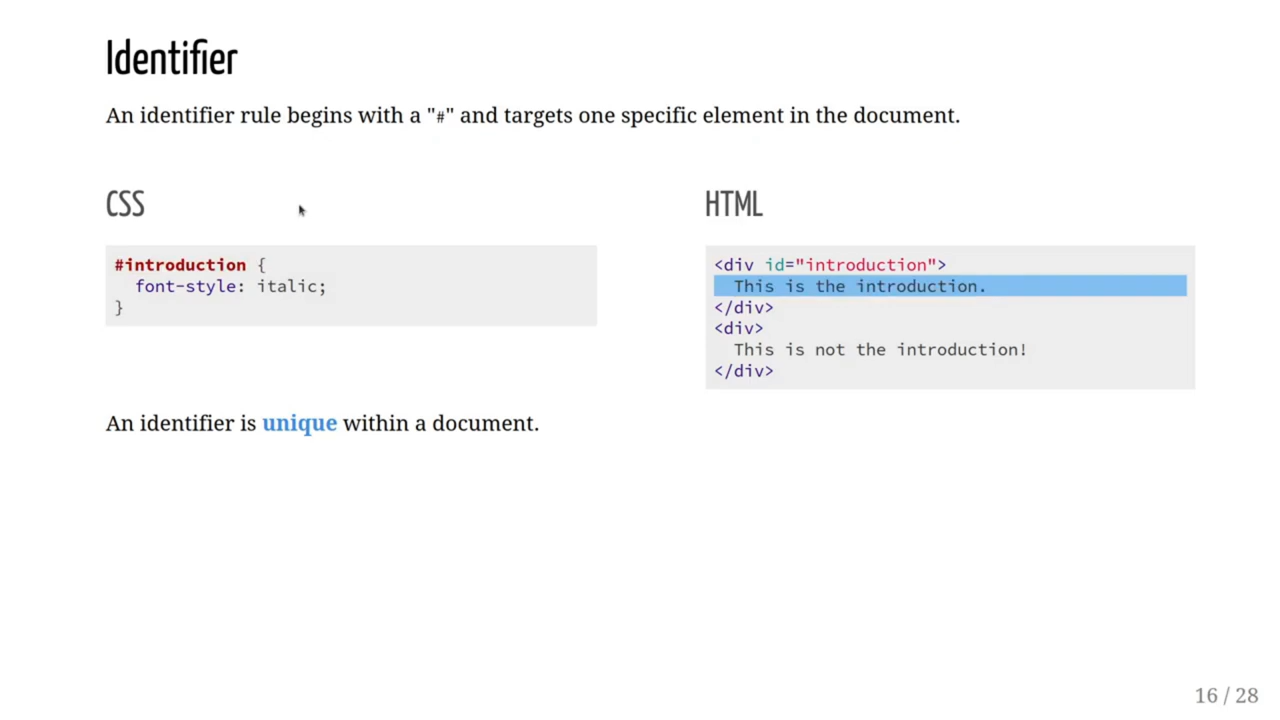 Identifier
An identifier rule begins with a "#" and targets one specific element in the document.
CSS
#introduction {
  font-style: italic;
}
HTML
<div id="introduction">
  This is the introduction.
</div>
<div>
  This is not the introduction!
</div>
An identifier is unique within a document.
16 / 28